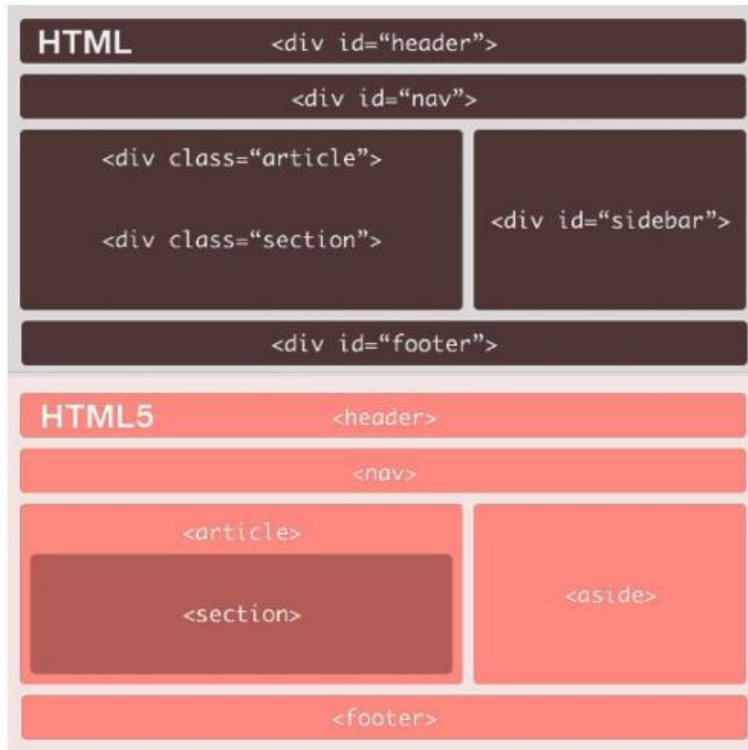 HTML <div id=“header”>
<div id=“nav”>
<div class=“article”>
<div class=“section”>
<div id=“sidebar”>
<div id=“footer”>
HTML5 <header>
<nav>
<article>
<section>
<aside>
<footer>